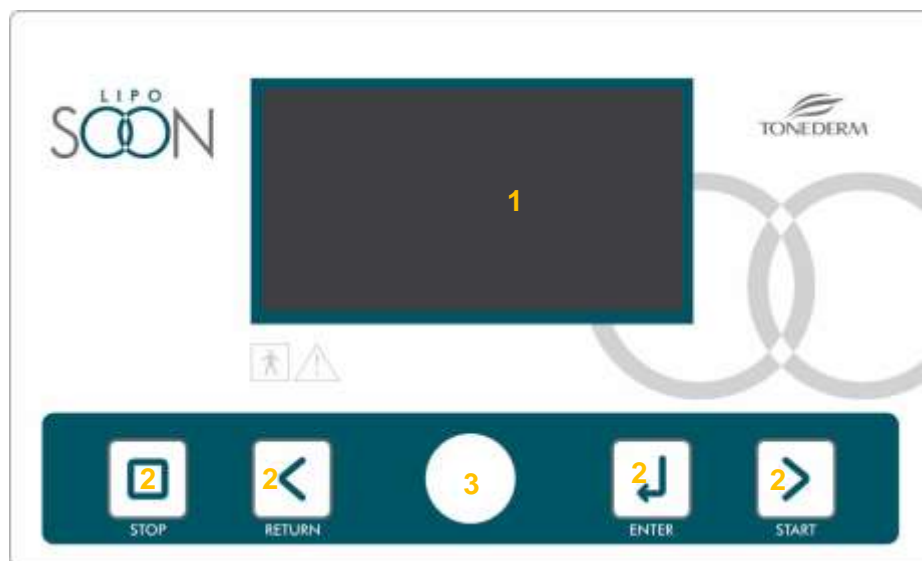 LIPO
SOON
TONEDERM
1
2
2
3
2
2
STOP
RETURN
ENTER
START